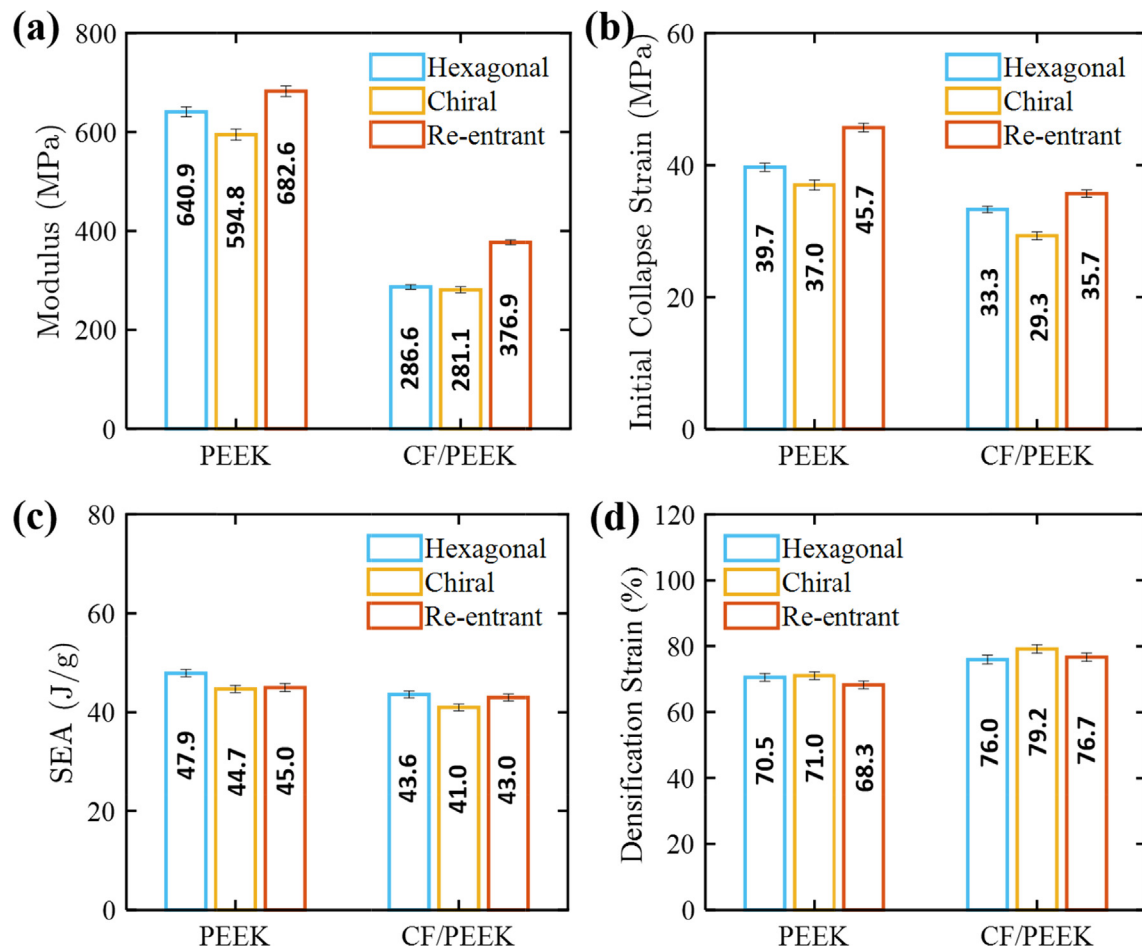 (a)
Modulus (MPa)
800
600
400
200
0
Hexagonal
Chiral
Re-entrant
640.9
594.8
682.6
286.6
281.1
376.9
PEEK
CF/PEEK
(b)
Initial Collapse Strain (MPa)
60
40
20
0
Hexagonal
Chiral
Re-entrant
39.7
37.0
45.7
33.3
29.3
35.7
PEEK
CF/PEEK
(c)
SEA (J/g)
80
60
40
20
0
Hexagonal
Chiral
Re-entrant
47.9
44.7
45.0
43.6
41.0
43.0
PEEK
CF/PEEK
(d)
Densification Strain (%)
120
100
80
60
40
20
0
Hexagonal
Chiral
Re-entrant
70.5
71.0
68.3
76.0
79.2
76.7
PEEK
CF/PEEK